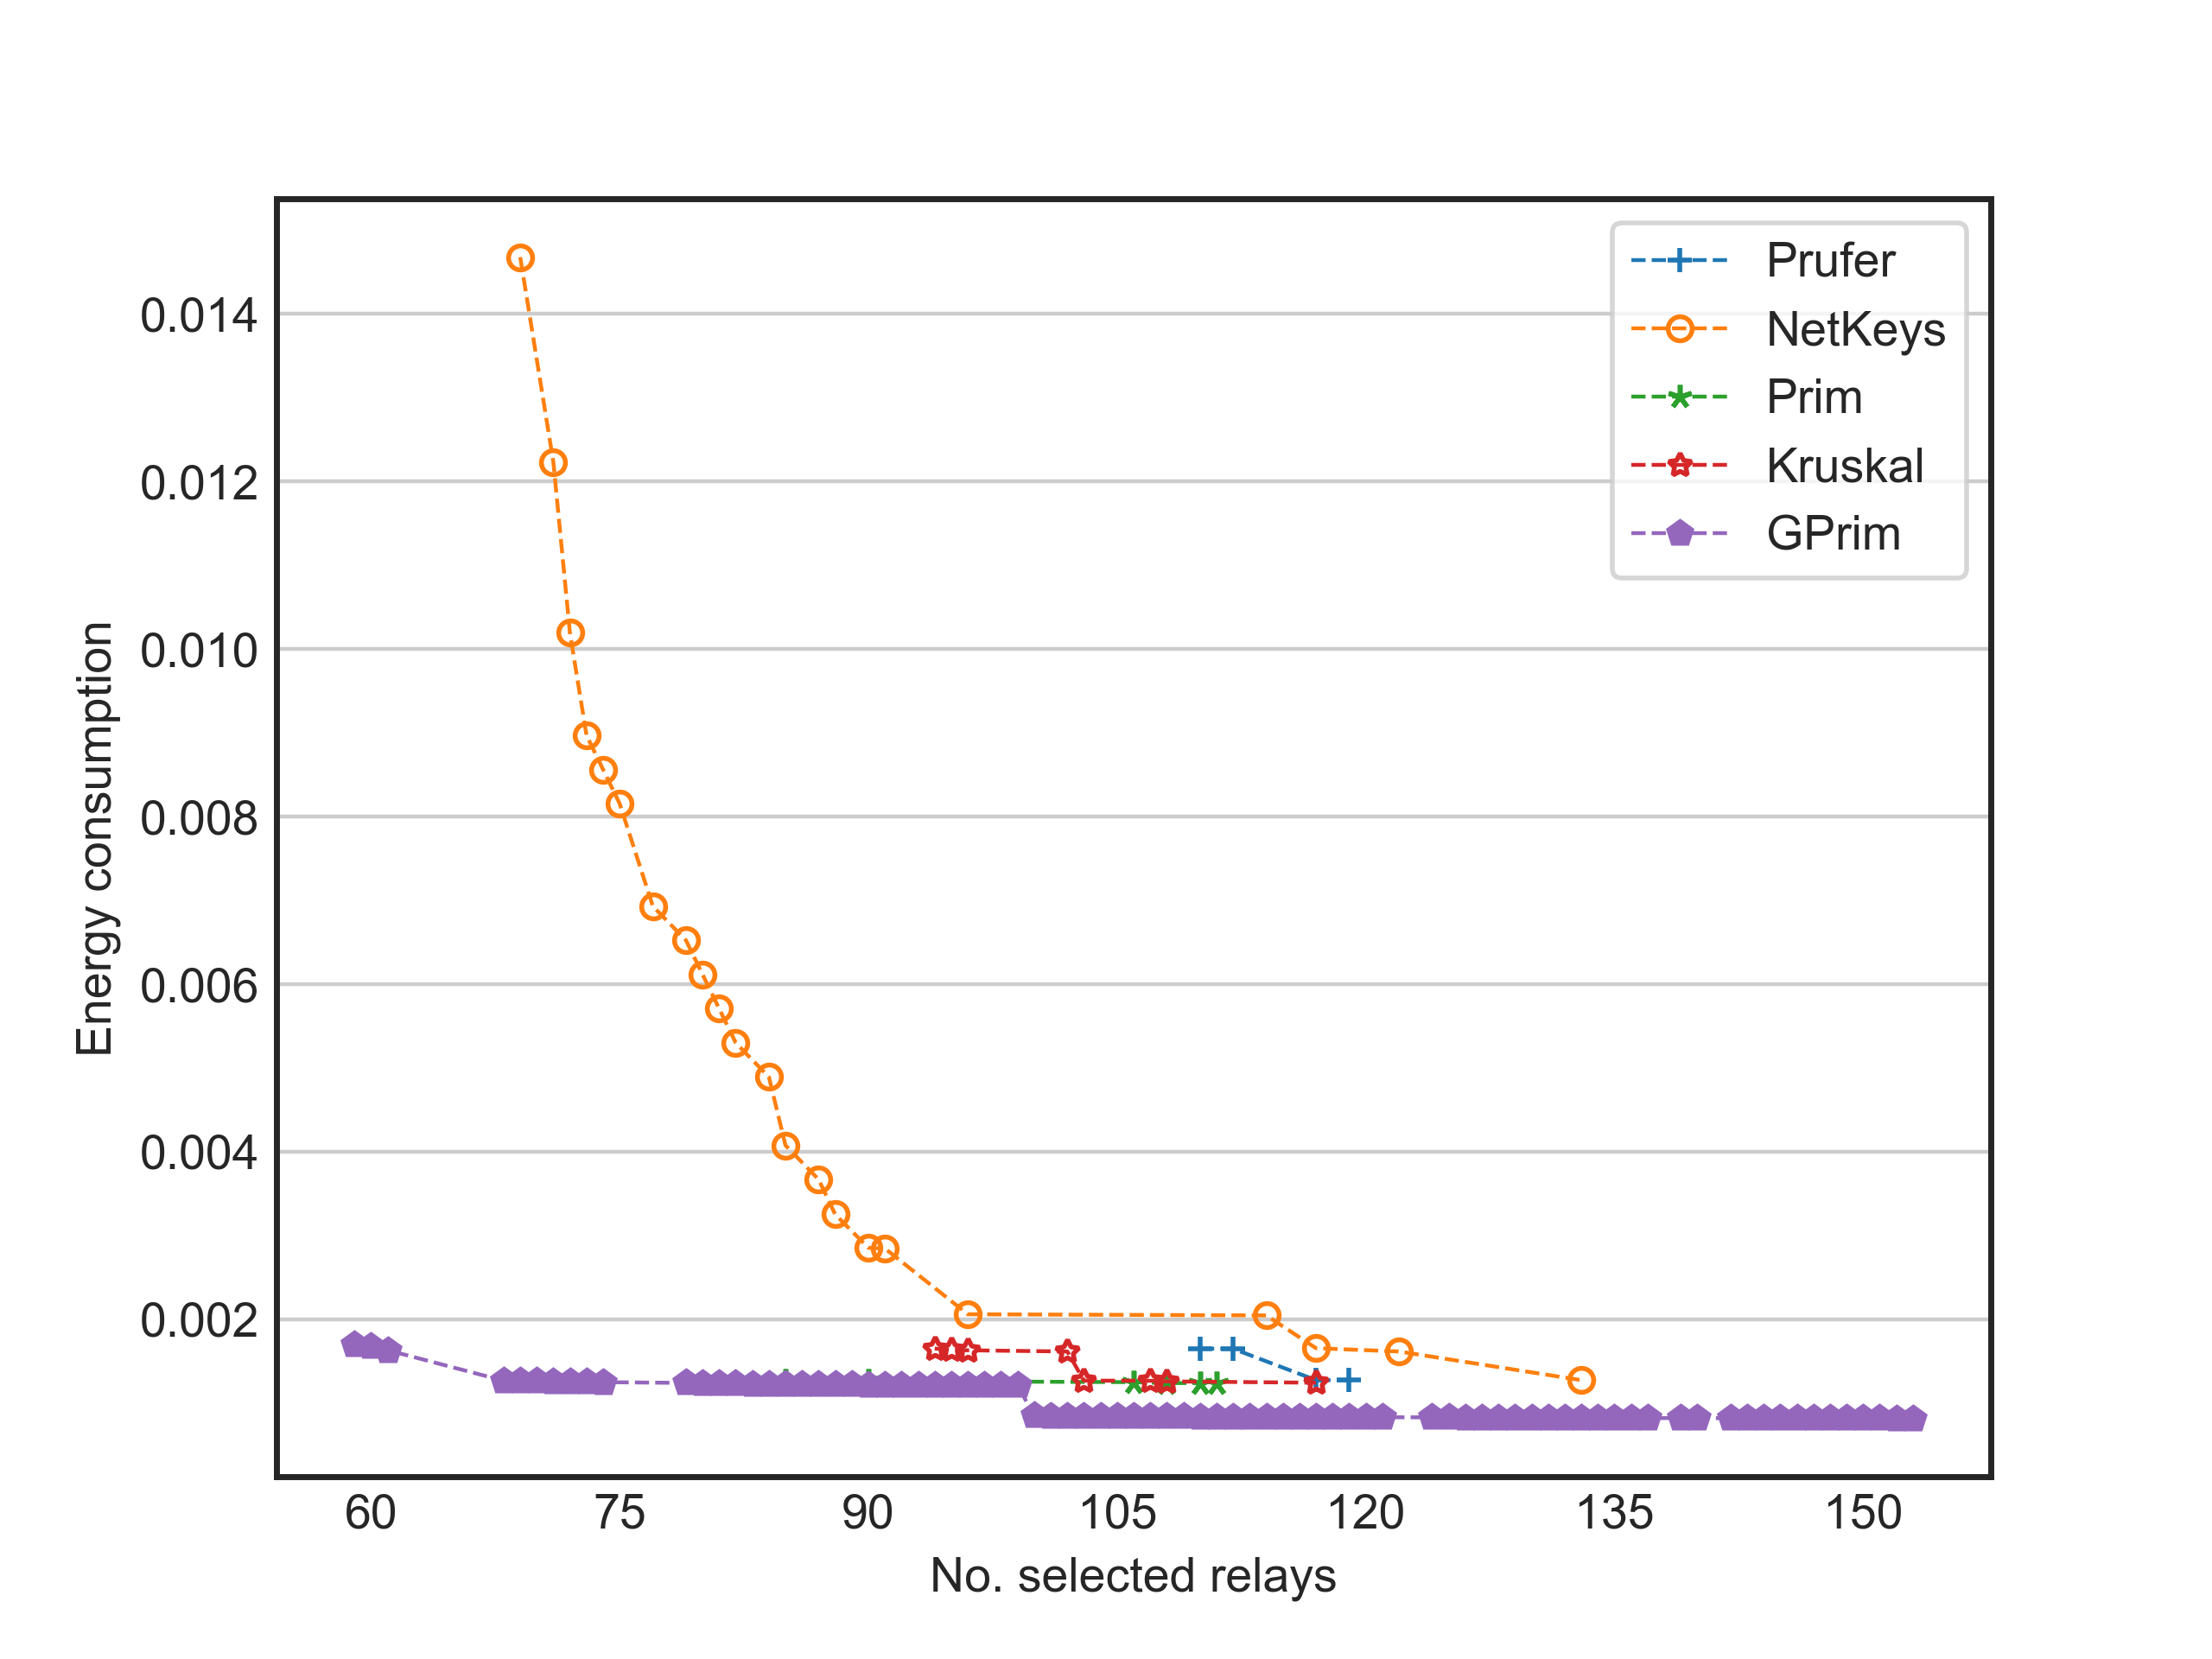 Prufer
NetKeys
Prim
Kruskal
GPrim
Energy consumption
0.014
0.012
0.010
0.008
0.006
0.004
0.002
60 75 90 105 120 135 150
No. selected relays